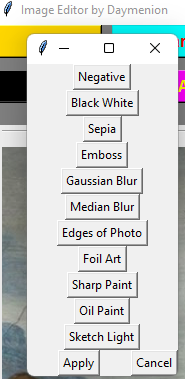 Image Editor by Daymenion
Negative
Black White
Sepia
Emboss
Gaussian Blur
Median Blur
Edges of Photo
Foil Art
Sharp Paint
Oil Paint
Sketch Light
Apply Cancel